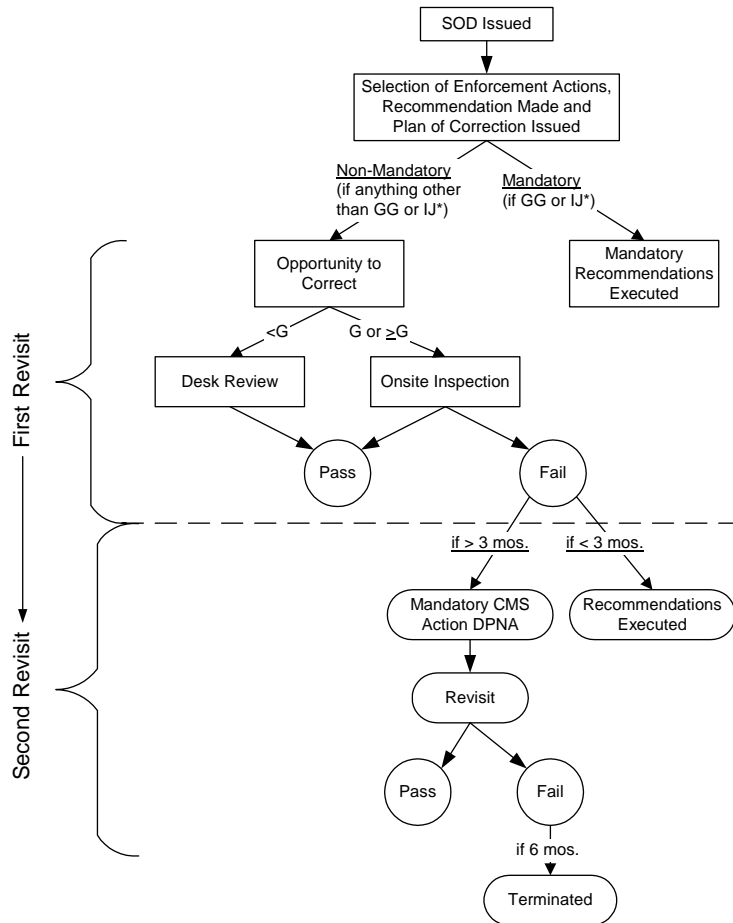 SOD Issued
Selection of Enforcement Actions,
Recommendation Made and
Plan of Correction Issued
Non-Mandatory
(if anything other
than GG or IJ*)
Mandatory
(if GG or IJ*)
Opportunity to
Correct
Mandatory
Recommendations
Executed
<G
G or ≥G
Desk Review
Onsite Inspection
Pass
Fail
First Revisit
if > 3 mos.
if < 3 mos.
Mandatory CMS
Action DPNA
Recommendations
Executed
Revisit
Pass
Fail
Second Revisit
if 6 mos.
Terminated